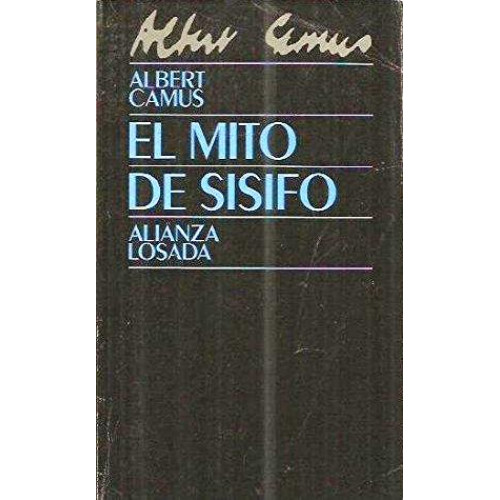 Albert Camus
ALBERT
CAMUS
EL MITO
DE SISIFO
ALIANZA
LOSADA